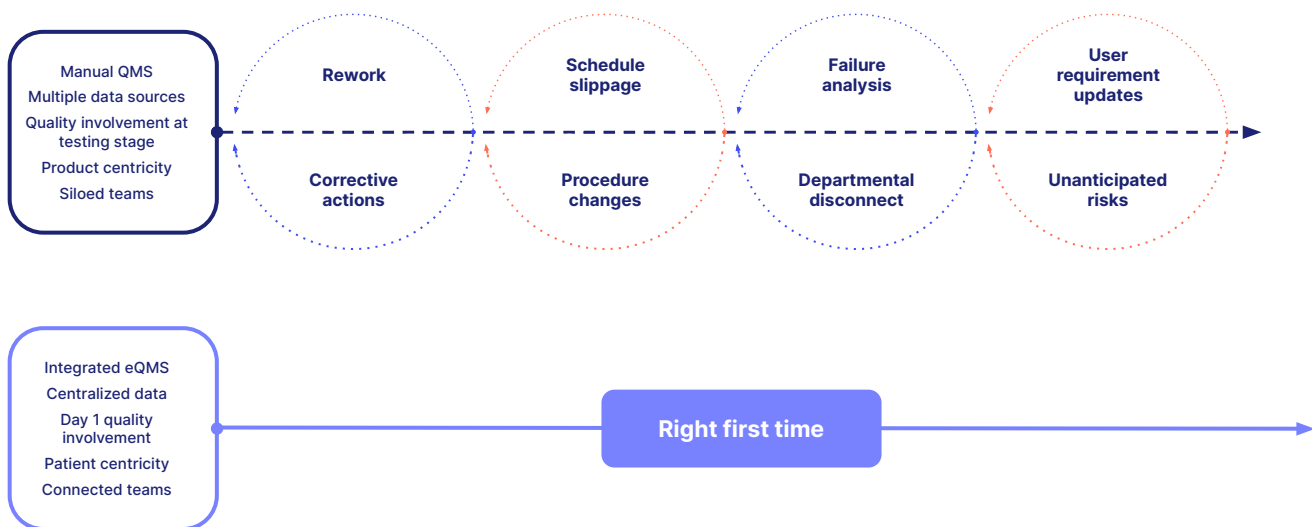 Manual QMS
Multiple data sources
Quality involvement at
testing stage
Product centricity
Siloed teams
Rework
Corrective
actions
Schedule
slippage
Procedure
changes
Failure
analysis
Departmental
disconnect
User
requirement
updates
Unanticipated
risks
Integrated eQMS
Centralized data
Day 1 quality
involvement
Patient centricity
Connected teams
Right first time